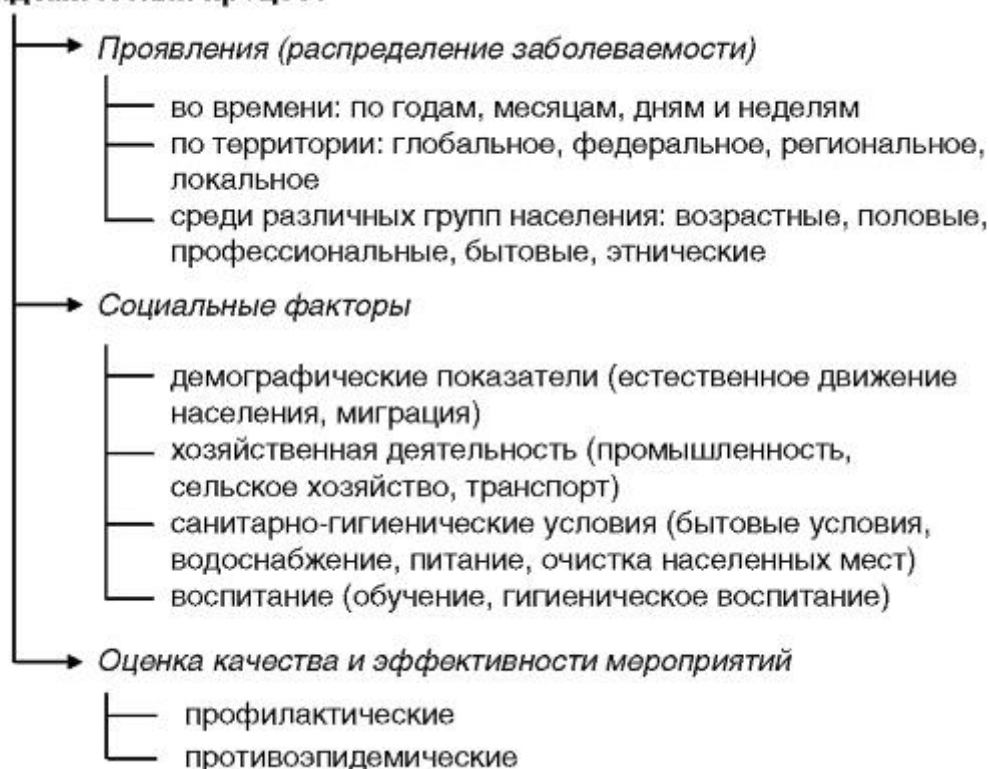 Проявления (распределение заболеваемости)
во времени: по годам, месяцам, дням и неделям
по территории: глобальное, федеральное, региональное,
локальное
среди различных групп населения: возрастные, половые,
профессиональные, бытовые, этнические
Социальные факторы
демографические показатели (естественное движение
населения, миграция)
хозяйственная деятельность (промышленность,
сельское хозяйство, транспорт)
санитарно-гигиенические условия (бытовые условия,
водоснабжение, питание, очистка населенных мест)
воспитание (обучение, гигиеническое воспитание)
Оценка качества и эффективности мероприятий
профилактические
противоэпидемические